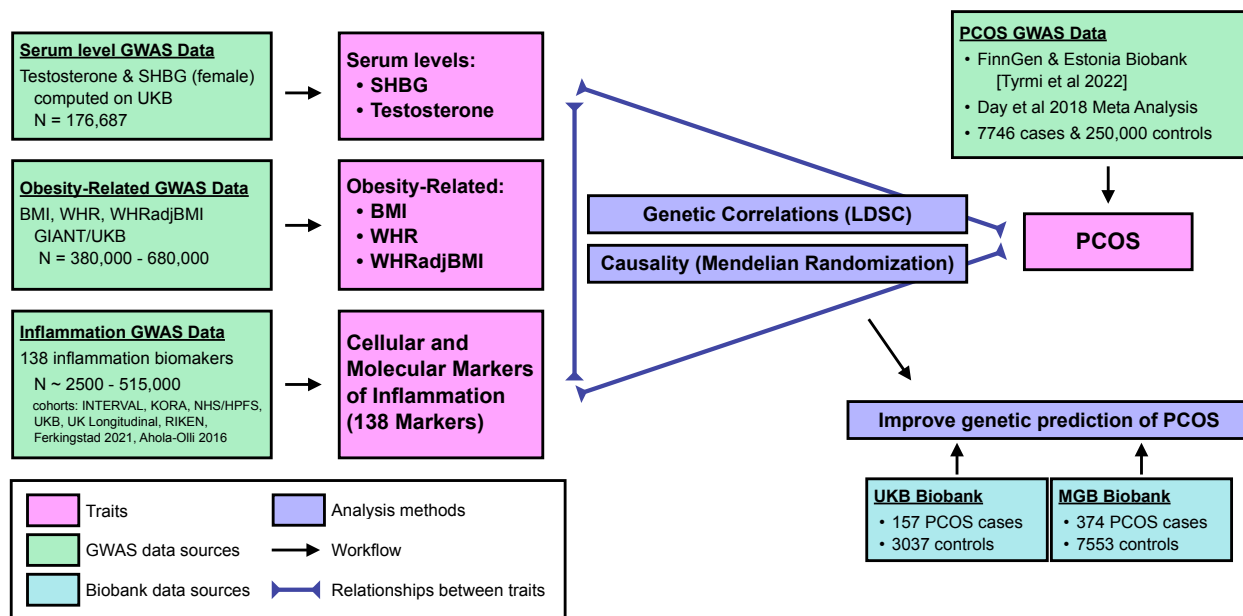 Serum level GWAS Data
Testosterone & SHBG (female)
computed on UKB
N = 176,687
Serum levels:
• SHBG
• Testosterone
PCOS GWAS Data
• FinnGen & Estonia Biobank
[Tyrmi et al 2022]
• Day et al 2018 Meta Analysis
• 7746 cases & 250,000 controls
Obesity-Related GWAS Data
BMI, WHR, WHRadjBMI
GIANT/UKB
N = 380,000 - 680,000
Obesity-Related:
• BMI
• WHR
• WHRadjBMI
Genetic Correlations (LDSC)
Causality (Mendelian Randomization)
PCOS
Inflammation GWAS Data
138 inflammation biomakers
N ~ 2500 - 515,000
cohorts: INTERVAL, KORA, NHS/HPFS,
UKB, UK Longitudinal, RIKEN,
Ferkingstad 2021, Ahola-Olli 2016
Cellular and
Molecular Markers
of Inflammation
(138 Markers)
Improve genetic prediction of PCOS
UKB Biobank
• 157 PCOS cases
• 3037 controls
MGB Biobank
• 374 PCOS cases
• 7553 controls
Traits
Analysis methods
GWAS data sources
Workflow
Biobank data sources
Relationships between traits